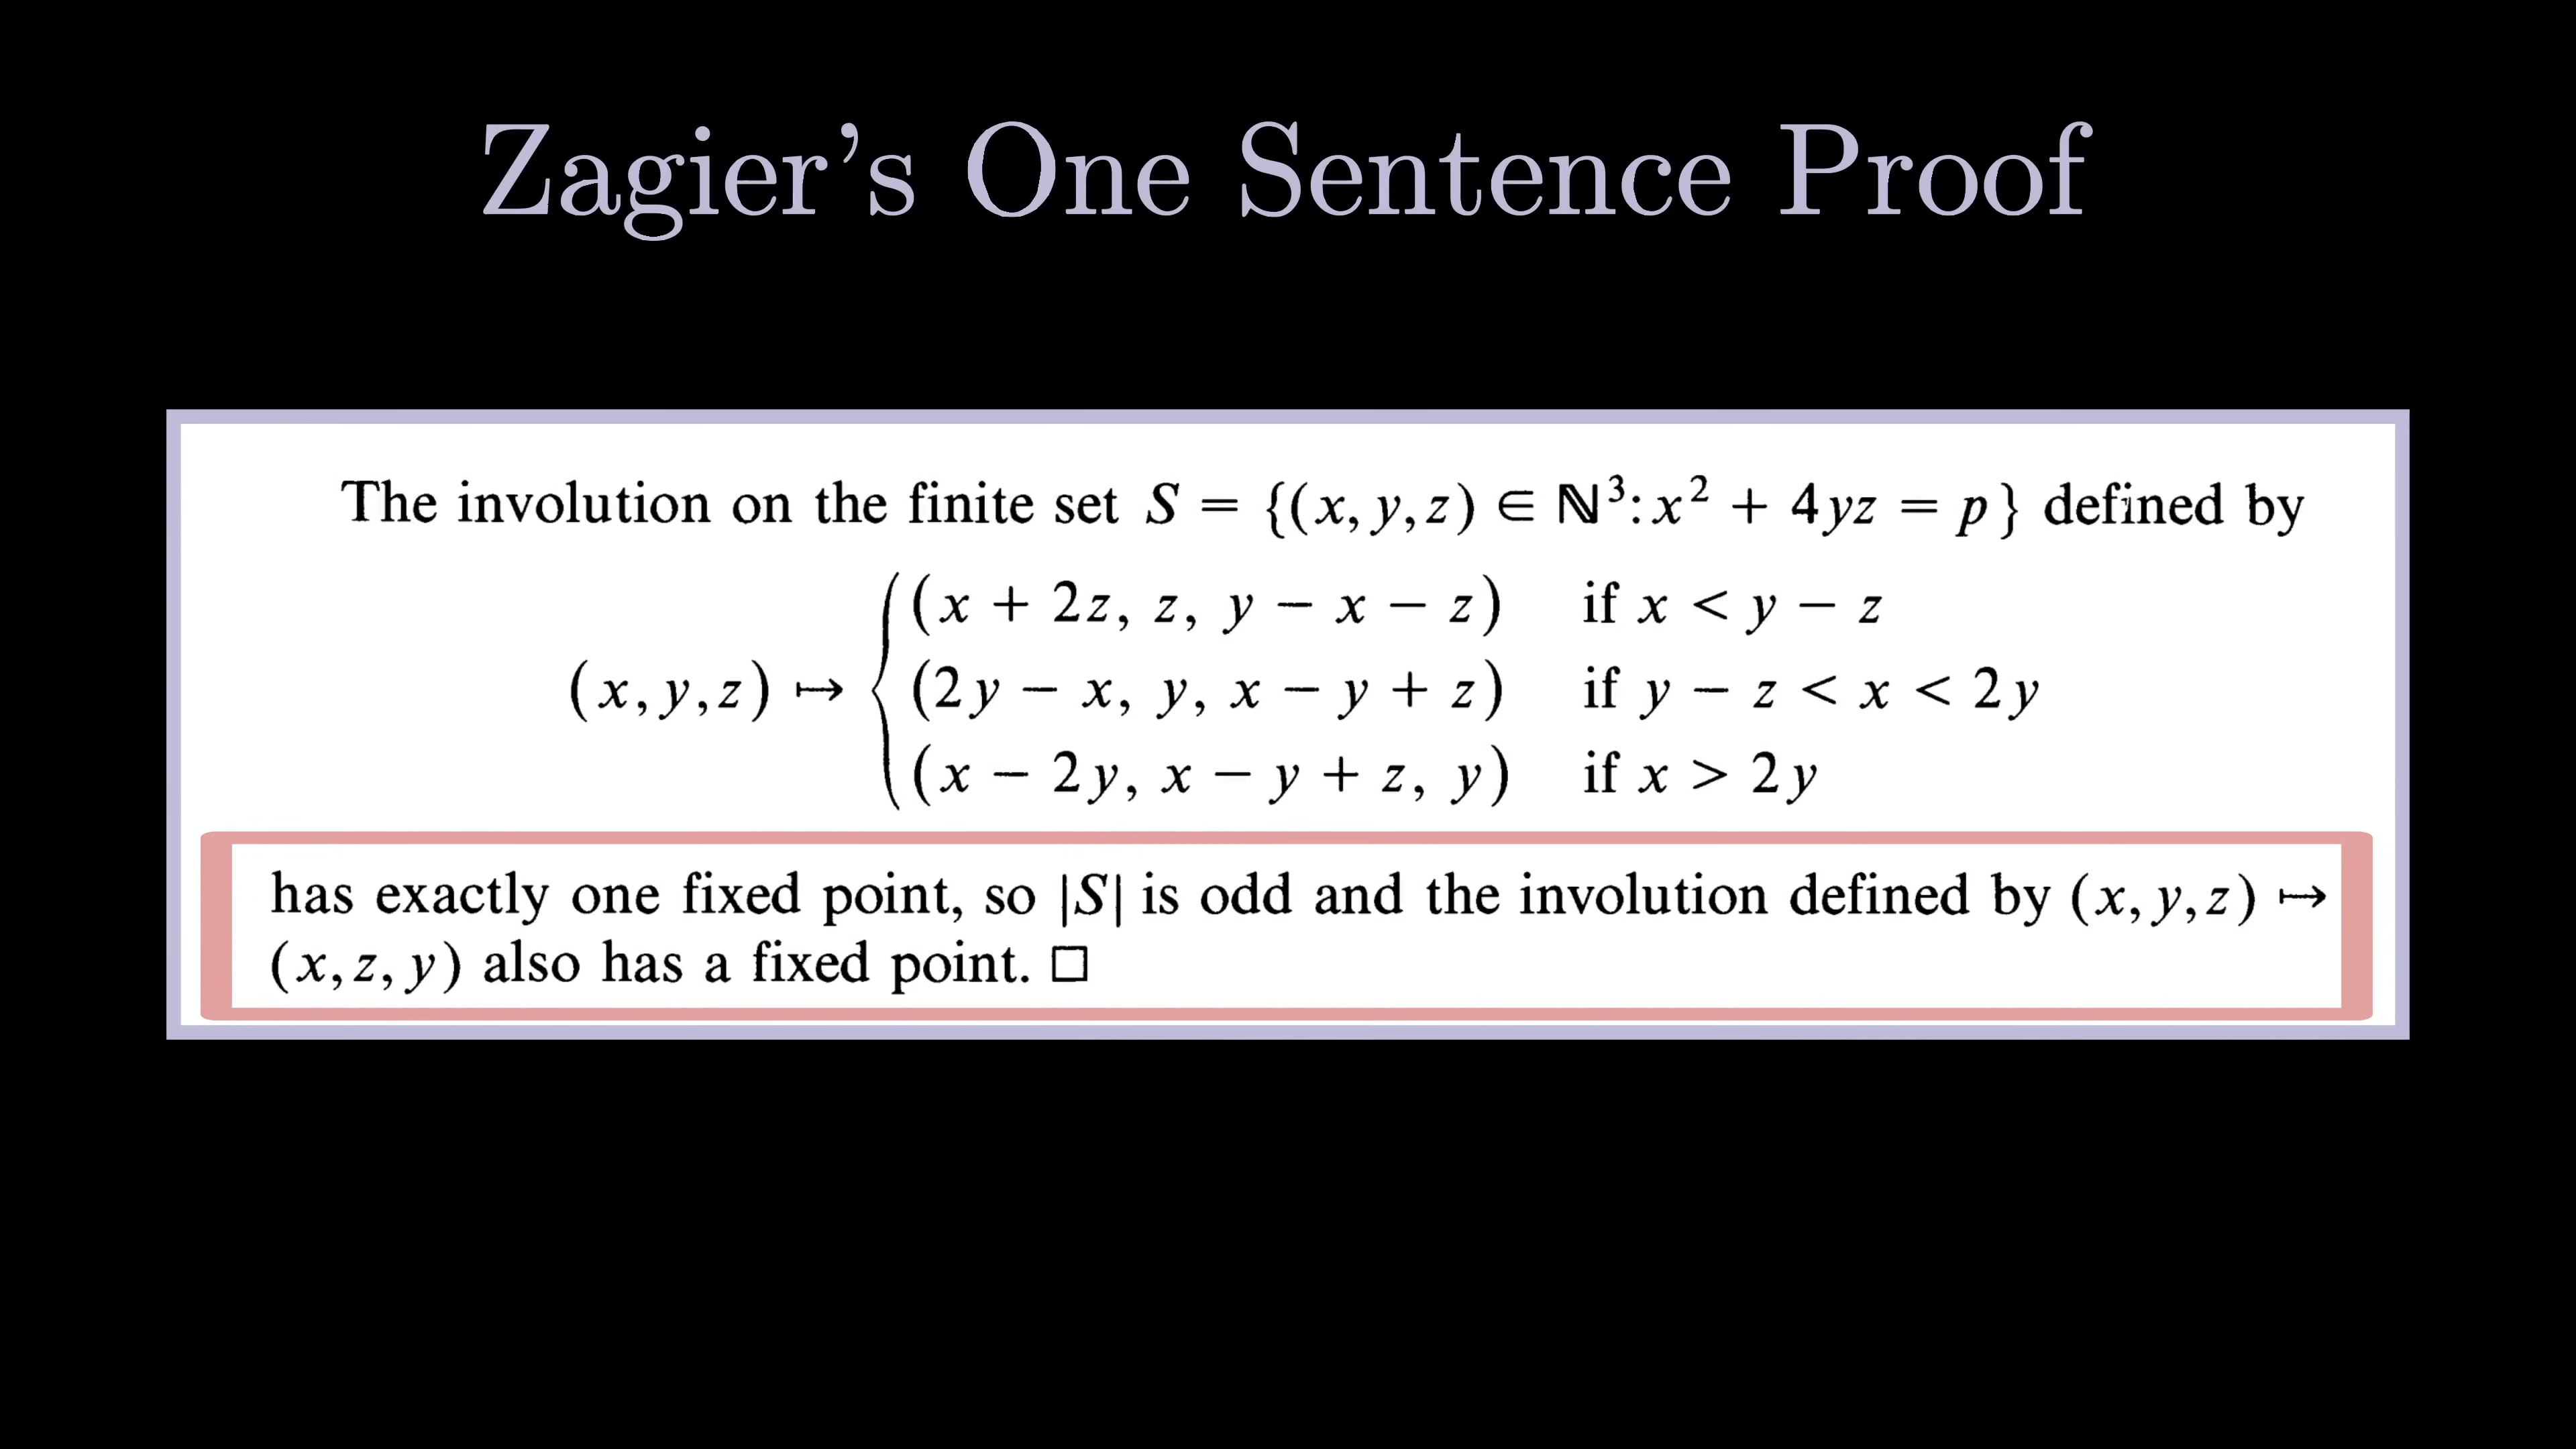 Zagier’s One Sentence Proof
The involution on the finite set S = {(x, y, z) ∈ ℕ³: x² + 4yz = p} defined by
(x + 2z, z, y − x − z) if x < y − z
(x, y, z) ↦ { (2y − x, y, x − y + z) if y − z < x < 2y
(x − 2y, x − y + z, y) if x > 2y
has exactly one fixed point, so |S| is odd and the involution defined by (x, y, z) ↦
(x, z, y) also has a fixed point. □